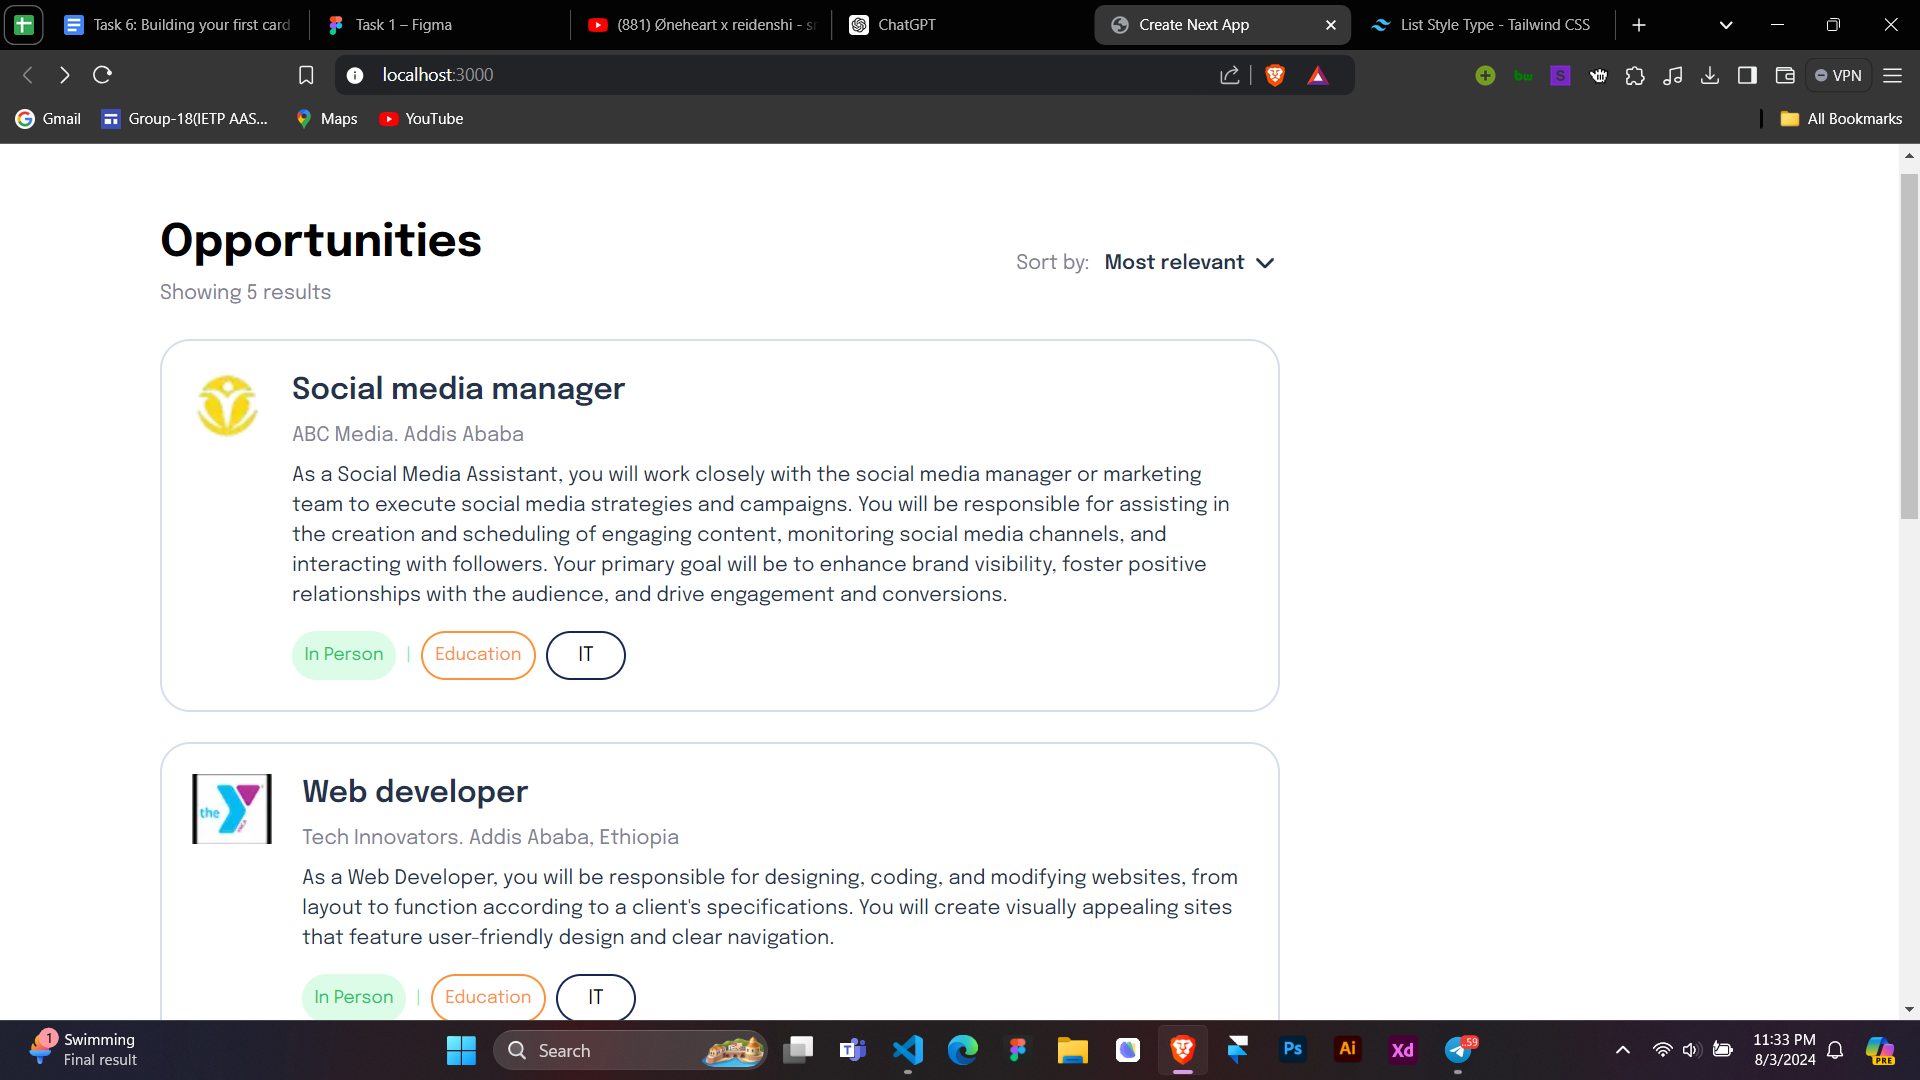 Task 6: Building your first card
Task 1 – Figma
(881) Øneheart x reidenshi - sn
ChatGPT
Create Next App
List Style Type - Tailwind CSS
localhost:3000
VPN
Gmail
Group-18(IETP AAS...
Maps
YouTube
All Bookmarks
Opportunities
Showing 5 results
Sort by: Most relevant
Social media manager
ABC Media. Addis Ababa
As a Social Media Assistant, you will work closely with the social media manager or marketing
team to execute social media strategies and campaigns. You will be responsible for assisting in
the creation and scheduling of engaging content, monitoring social media channels, and
interacting with followers. Your primary goal will be to enhance brand visibility, foster positive
relationships with the audience, and drive engagement and conversions.
In Person | Education IT
the
Web developer
Tech Innovators. Addis Ababa, Ethiopia
As a Web Developer, you will be responsible for designing, coding, and modifying websites, from
layout to function according to a client's specifications. You will create visually appealing sites
that feature user-friendly design and clear navigation.
In Person | Education IT
1
Swimming
Final result
Search
Ps
Ai
Xd
59
11:33 PM
8/3/2024
PRE